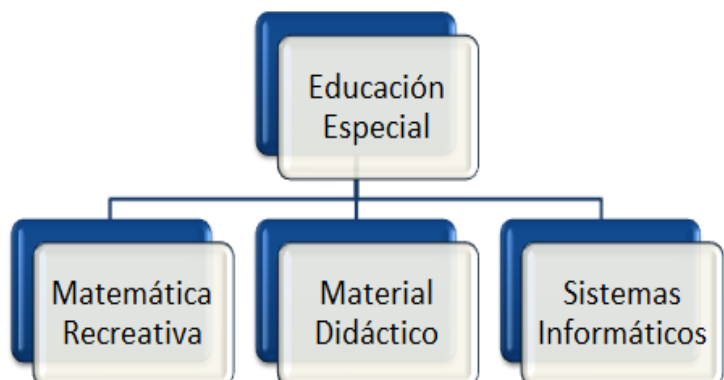 Educación
Especial
Matemática
Recreativa
Material
Didáctico
Sistemas
Informáticos